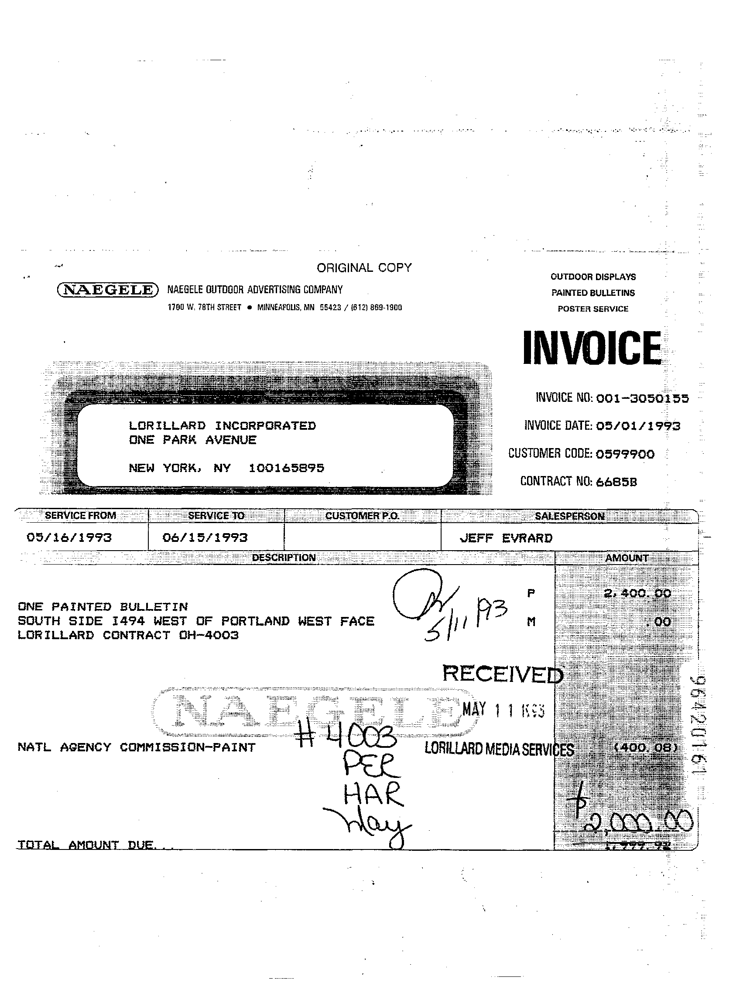 ORIGINAL COPY
NAEGELE NAEGELE OUTDOOR ADVERTISING COMPANY
1700 W. 78TH STREET ● MINNEAPOLIS, MN 55423 / (612) 869-1900
OUTDOOR DISPLAYS
PAINTED BULLETINS
POSTER SERVICE
INVOICE
INVOICE NO: 001-3050155
INVOICE DATE: 05/01/1993
CUSTOMER CODE: 0599900
CONTRACT NO: 6685B
LORILLARD INCORPORATED
ONE PARK AVENUE
NEW YORK, NY 100165895
SERVICE FROM SERVICE TO CUSTOMER P.O. SALESPERSON
05/16/1993 06/15/1993 JEFF EVRARD
DESCRIPTION AMOUNT
P 2,400.00
ONE PAINTED BULLETIN
SOUTH SIDE I494 WEST OF PORTLAND WEST FACE M .00
LORILLARD CONTRACT OH-4003
5/11/93
RECEIVED
MAY 11 1993
LORILLARD MEDIA SERVICES
NAEGELE
NATL AGENCY COMMISSION-PAINT (400.08)
# 4003
PER
HAR
May
$ 2,000.00
TOTAL AMOUNT DUE... 1,999.92
96420161